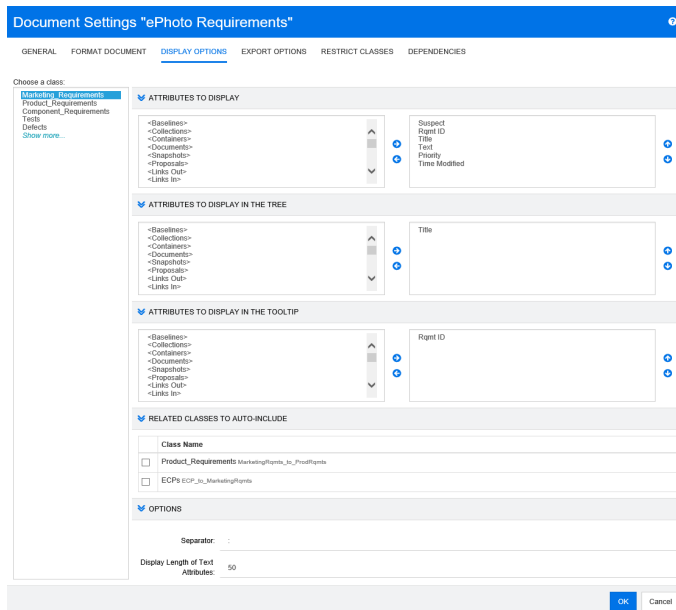 Document Settings "ePhoto Requirements"
GENERAL FORMAT DOCUMENT DISPLAY OPTIONS EXPORT OPTIONS RESTRICT CLASSES DEPENDENCIES
Choose a class:
Marketing_Requirements
Product_Requirements
Component_Requirements
Tests
Defects
Show more...
ATTRIBUTES TO DISPLAY
<Baselines>
<Collections>
<Containers>
<Documents>
<Snapshots>
<Proposals>
<Links Out>
<Links In>
Suspect
Rqmt ID
Title
Text
Priority
Time Modified
ATTRIBUTES TO DISPLAY IN THE TREE
<Baselines>
<Collections>
<Containers>
<Documents>
<Snapshots>
<Proposals>
<Links Out>
<Links In>
Title
ATTRIBUTES TO DISPLAY IN THE TOOLTIP
<Baselines>
<Collections>
<Containers>
<Documents>
<Snapshots>
<Proposals>
<Links Out>
<Links In>
Rqmt ID
RELATED CLASSES TO AUTO-INCLUDE
Class Name
Product_Requirements MarketingRqmts_to_ProdRqmts
ECPs ECP_to_MarketingRqmts
OPTIONS
Separator: :
Display Length of Text
Attributes: 50
OK Cancel